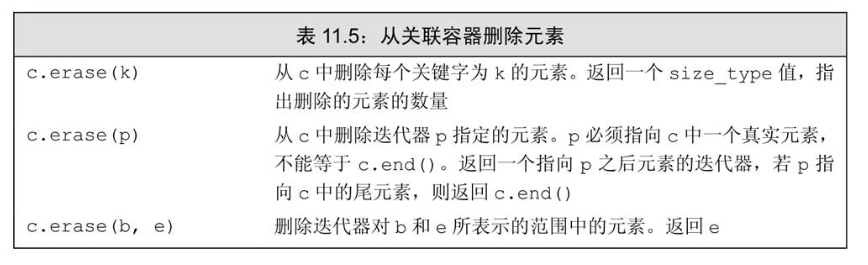 表 11.5：从关联容器删除元素
c.erase(k) 从 c 中删除每个关键字为 k 的元素。返回一个 size_type 值，指
出删除的元素的数量
c.erase(p) 从 c 中删除迭代器 p 指定的元素。p 必须指向 c 中一个真实元素，
不能等于 c.end()。返回一个指向 p 之后元素的迭代器，若 p 指
向 c 中的尾元素，则返回 c.end()
c.erase(b, e) 删除迭代器对 b 和 e 所表示的范围中的元素。返回 e